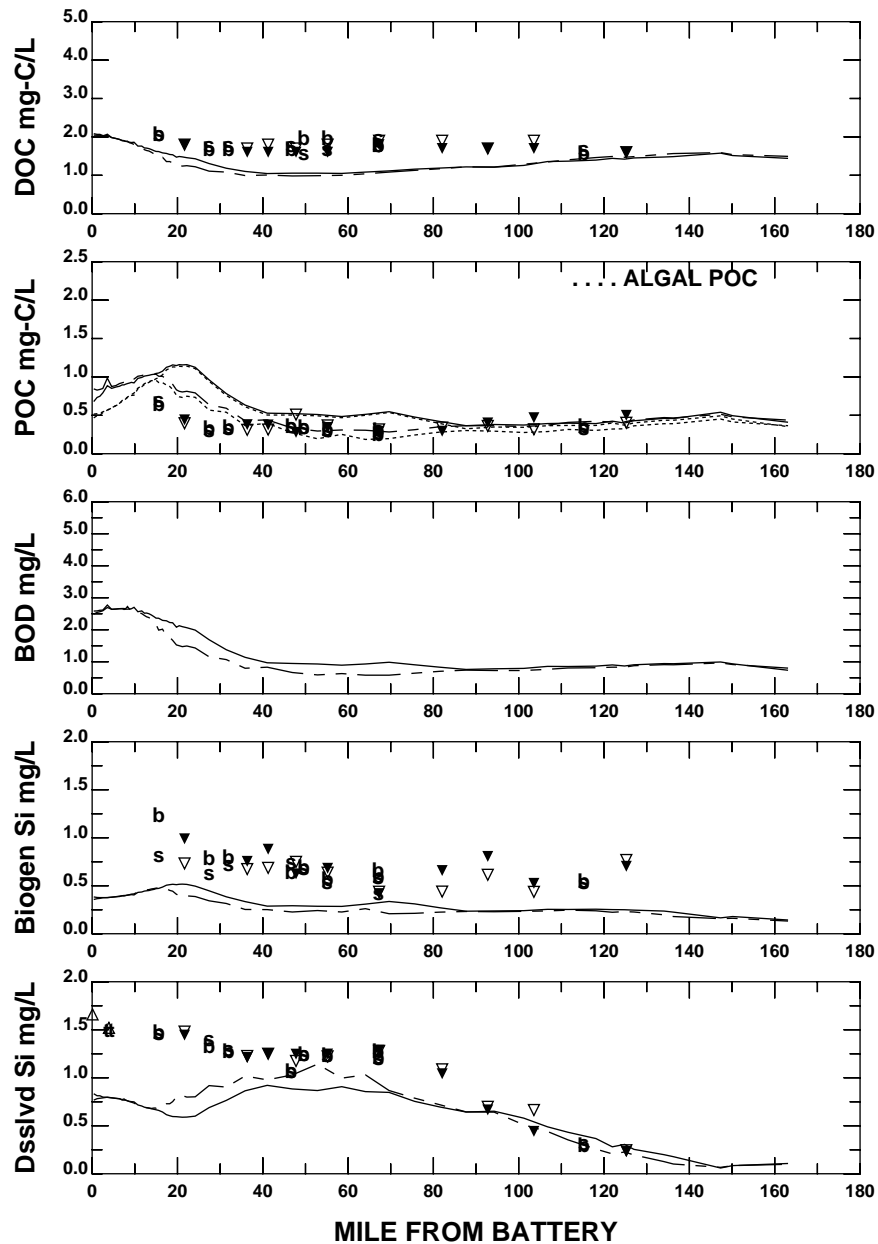 5.0
4.0
3.0
2.0
1.0
0.0
DOC mg-C/L
b s b s b s b s b s b s b s b s
0 20 40 60 80 100 120 140 160 180
2.5
2.0
1.5
1.0
0.5
0.0
POC mg-C/L
. . . . ALGAL POC
s b b s s b b s b s b s b s
0 20 40 60 80 100 120 140 160 180
6.0
5.0
4.0
3.0
2.0
1.0
0.0
BOD mg/L
0 20 40 60 80 100 120 140 160 180
2.0
1.5
1.0
0.5
0.0
Biogen Si mg/L
b s b s b s s b b s b s b s b s
0 20 40 60 80 100 120 140 160 180
2.0
1.5
1.0
0.5
0.0
Dsslvd Si mg/L
b s s b b s b s b s b s b s
0 20 40 60 80 100 120 140 160 180
MILE FROM BATTERY